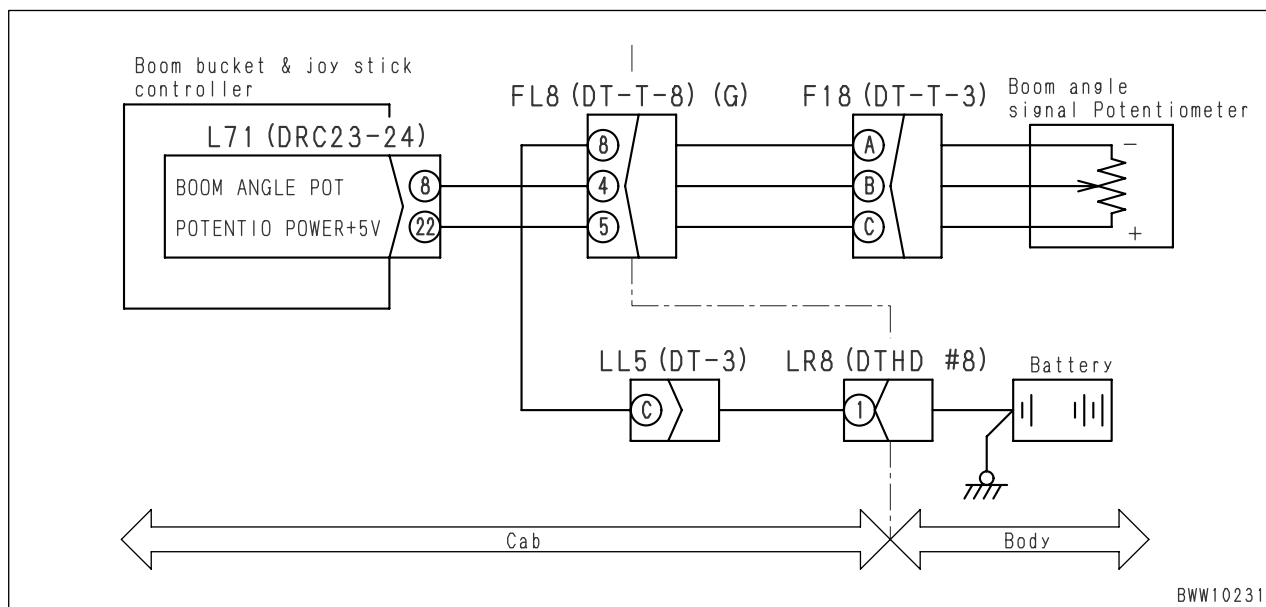 Boom bucket & joy stick
controller
L71 (DRC23-24)
FL8 (DT-T-8) (G)
F18 (DT-T-3)
Boom angle
signal Potentiometer
BOOM ANGLE POT
8
POTENTIO POWER+5V
22
8
4
5
A
B
C
-
+
LL5 (DT-3)
C
LR8 (DTHD #8)
1
Battery
Cab
Body
BWW10231